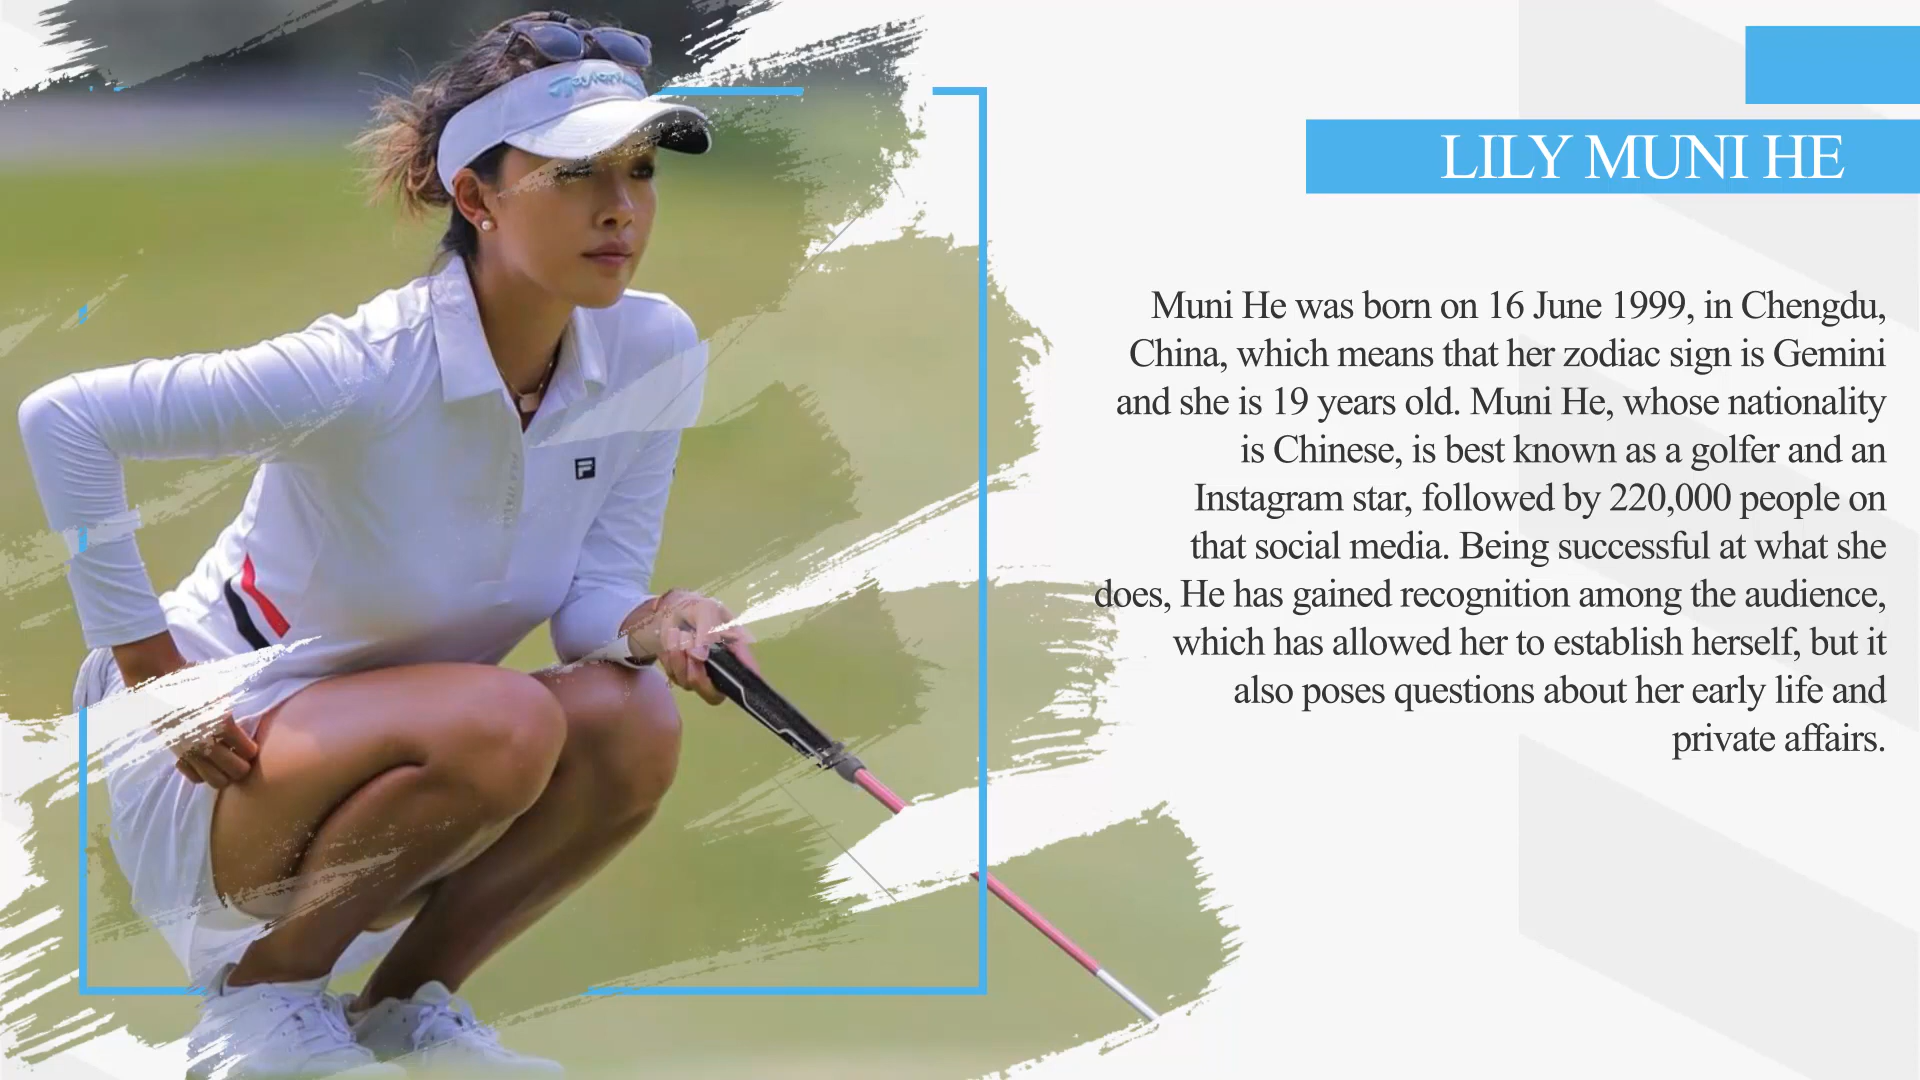 LILY MUNI HE
Muni He was born on 16 June 1999, in Chengdu,
China, which means that her zodiac sign is Gemini
and she is 19 years old. Muni He, whose nationality
is Chinese, is best known as a golfer and an
Instagram star, followed by 220,000 people on
that social media. Being successful at what she
does, He has gained recognition among the audience,
which has allowed her to establish herself, but it
also poses questions about her early life and
private affairs.